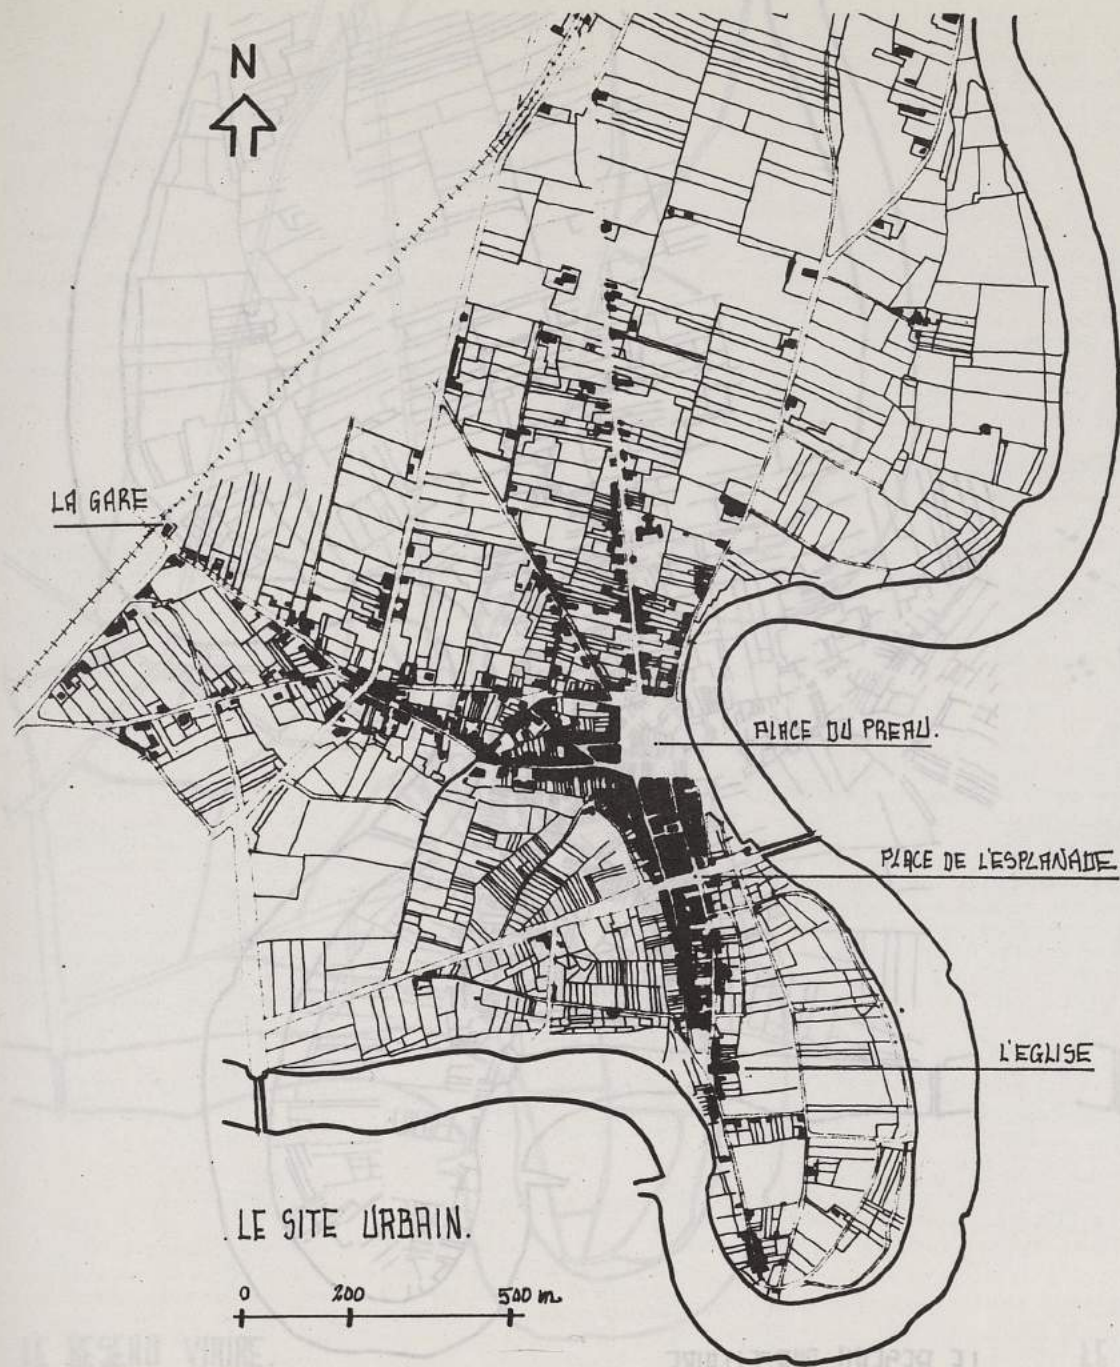 N
LA GARE
PLACE DU PREAU.
PLACE DE L'ESPLANADE
L'EGLISE
LE SITE URBAIN.
0 200 500 m.